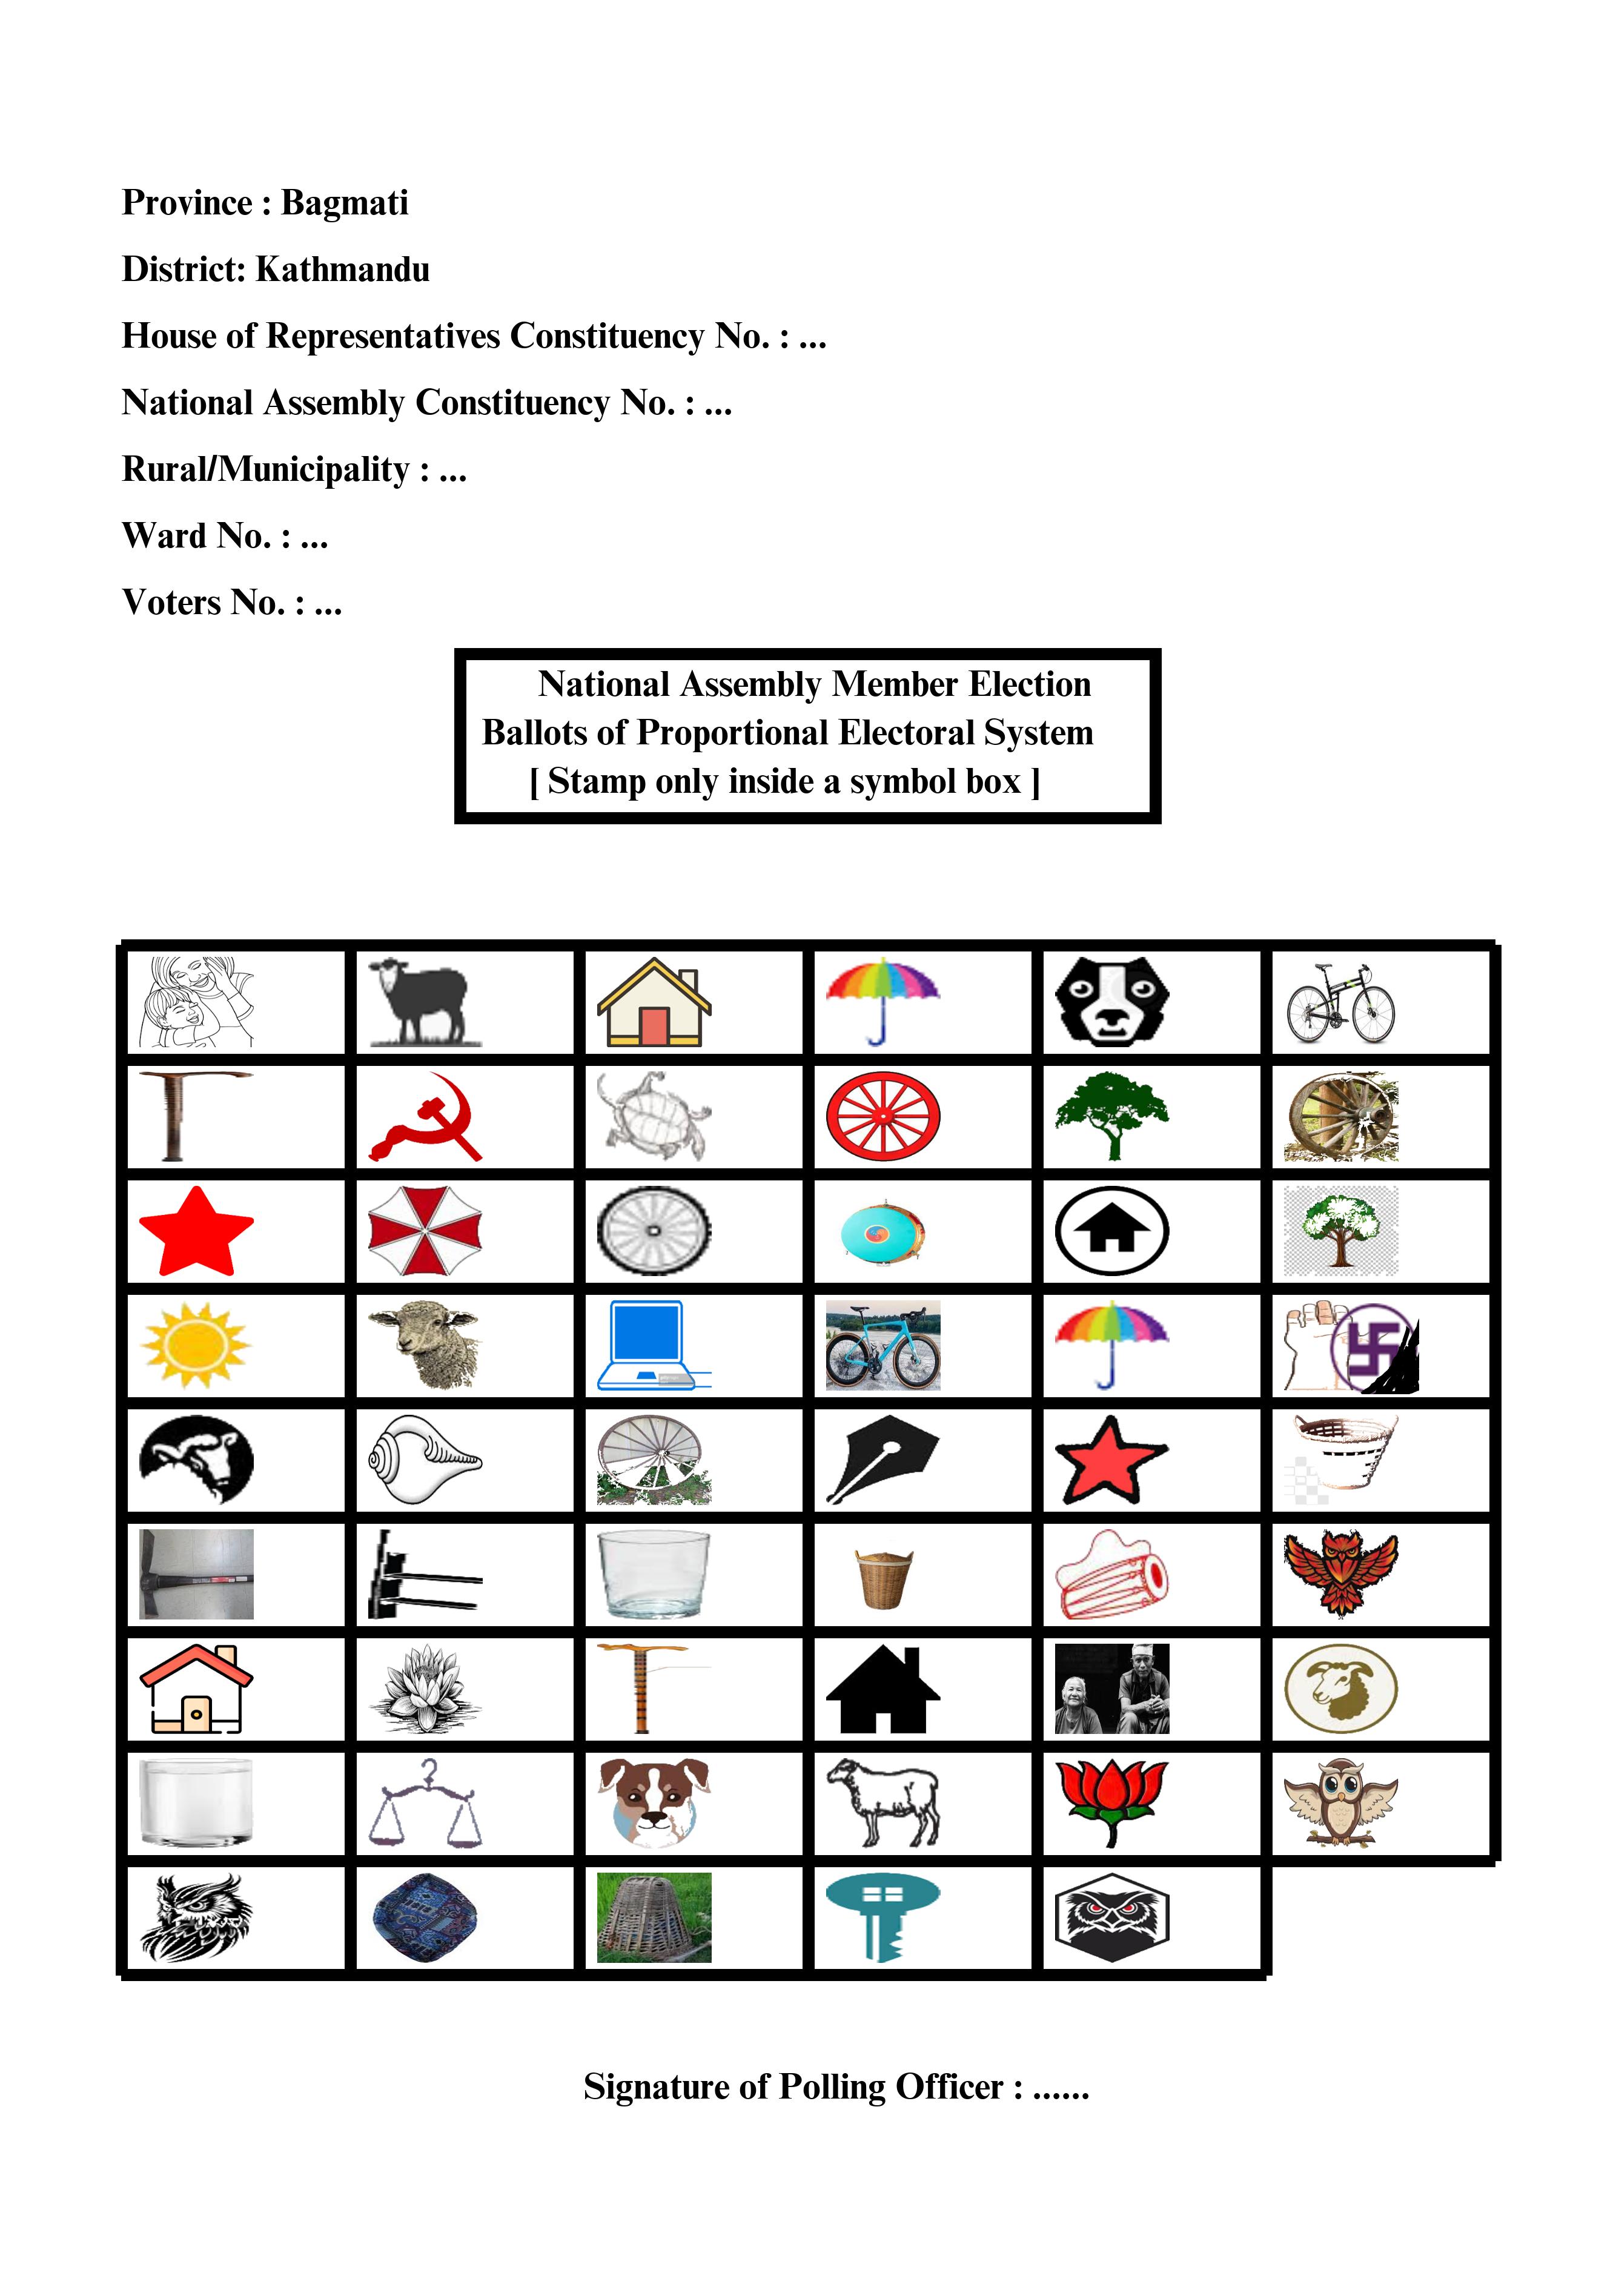 Province : Bagmati
District: Kathmandu
House of Representatives Constituency No. : ...
National Assembly Constituency No. : ...
Rural/Municipality : ...
Ward No. : ...
Voters No. : ...
National Assembly Member Election
Ballots of Proportional Electoral System
[ Stamp only inside a symbol box ]
Signature of Polling Officer : ......